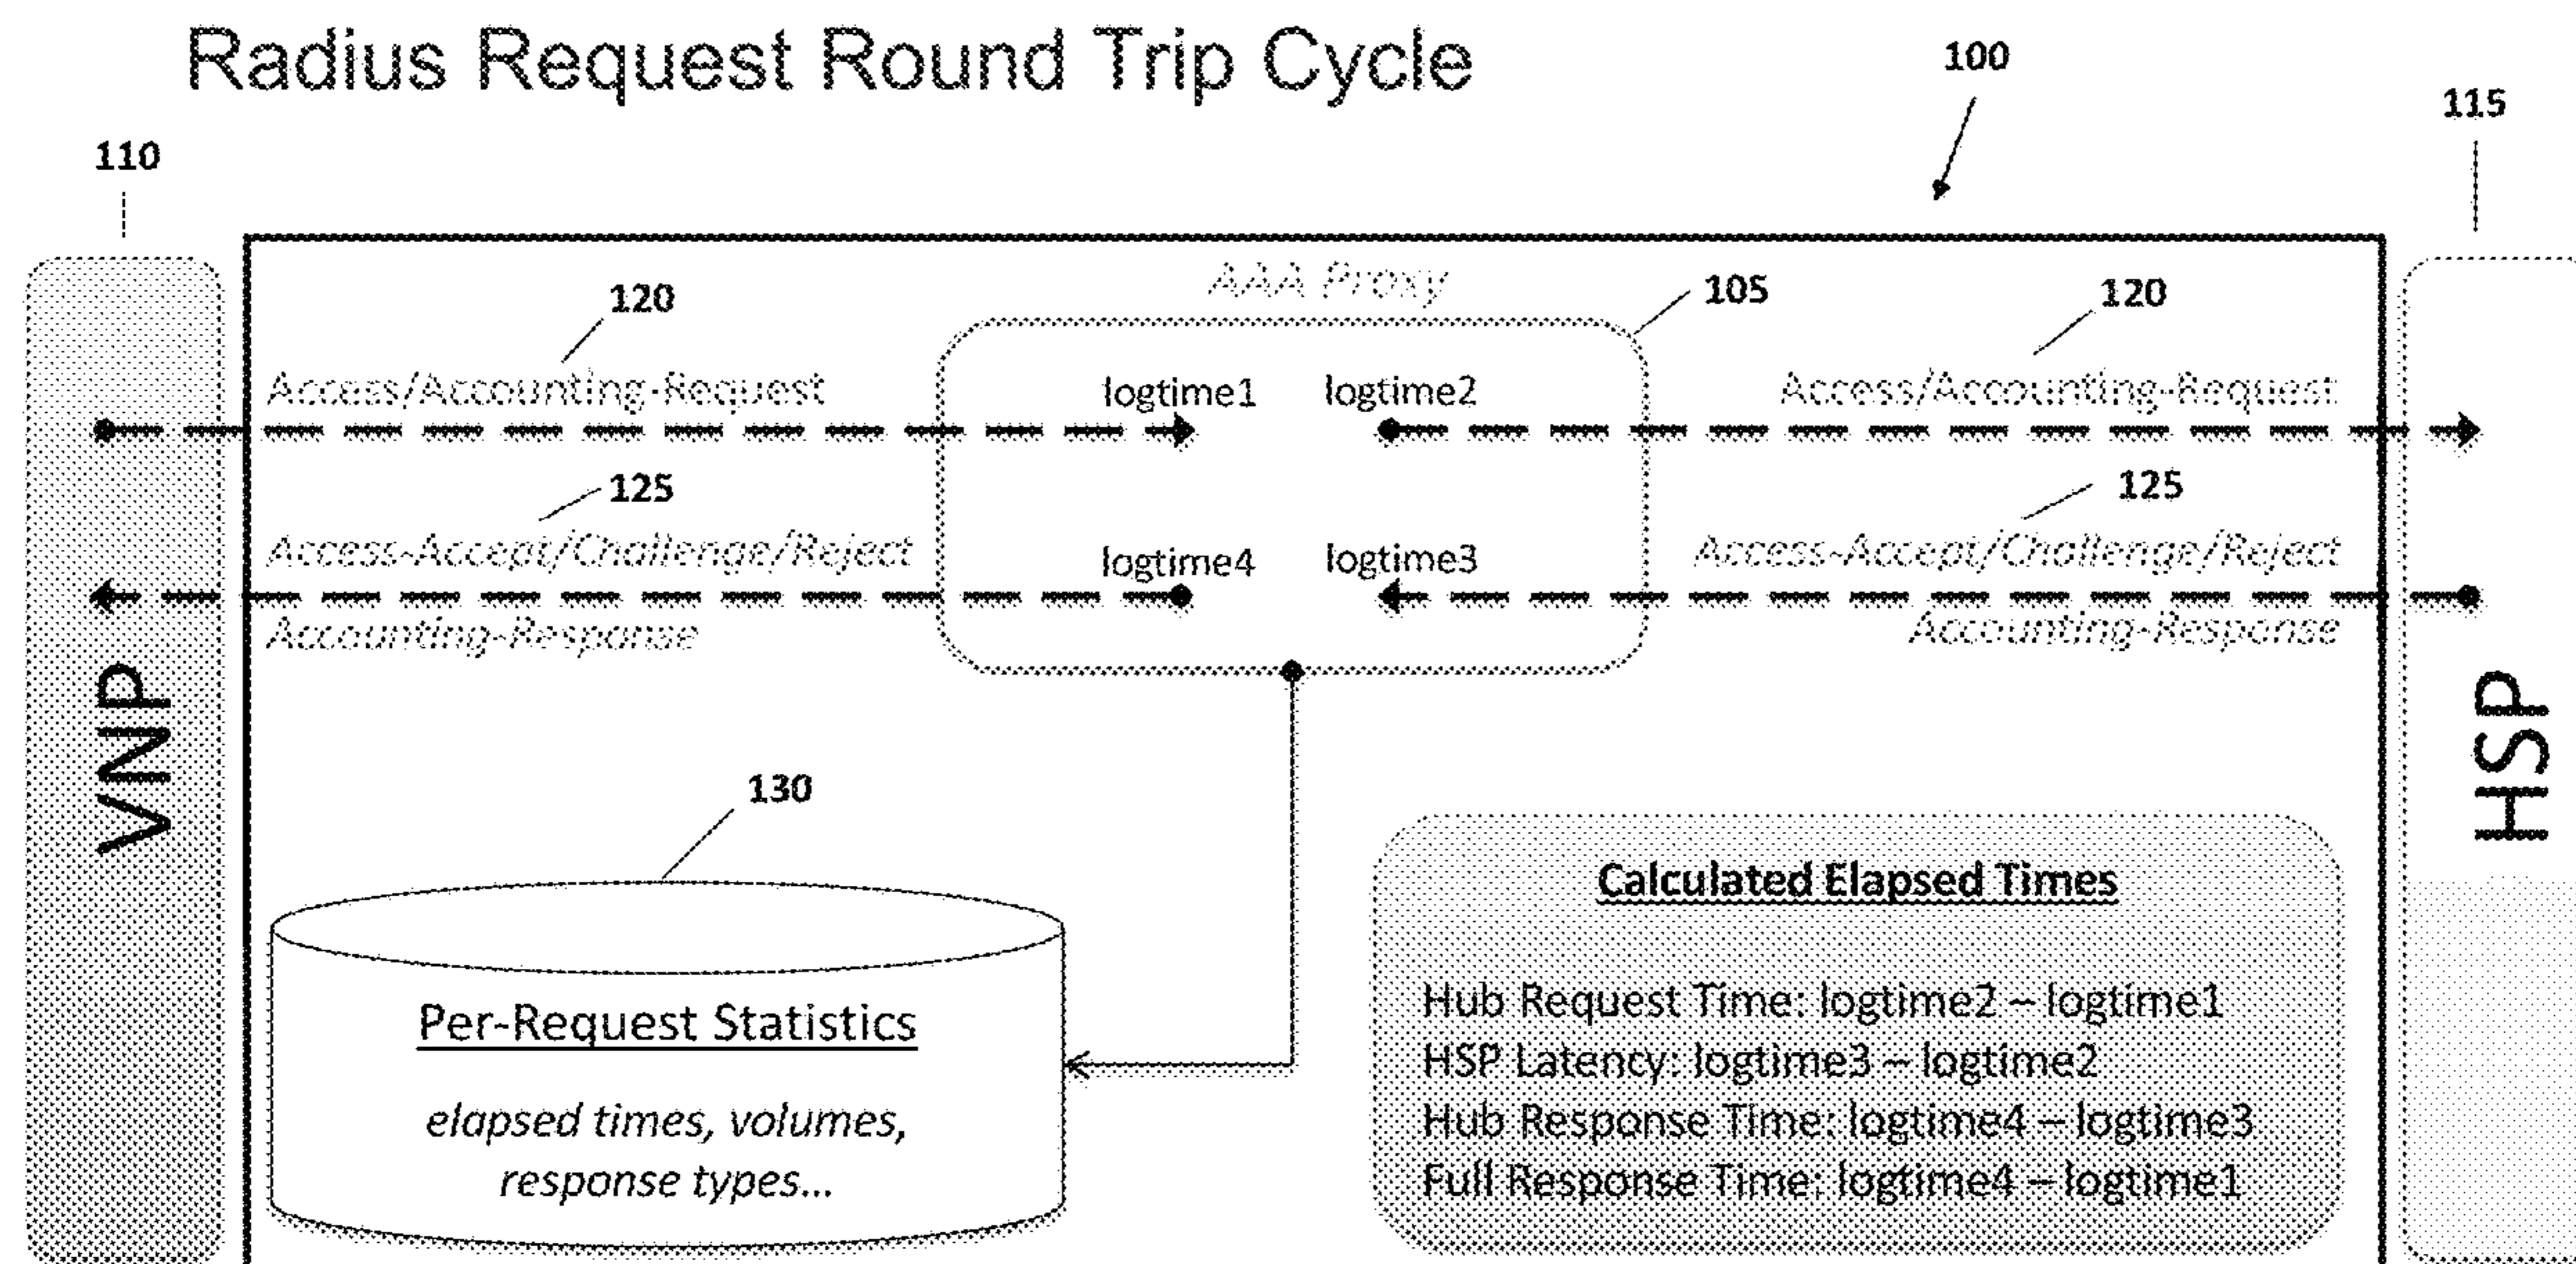 Radius Request Round Trip Cycle
100
115
110
AAA Proxy
120
105
120
Access/Accounting-Request
logtime1
logtime2
Access/Accounting-Request
125
125
Access-Accept/Challenge/Reject
logtime4
logtime3
Access-Accept/Challenge/Reject
Accounting-Response
Accounting-Response
VNP
HSP
130
Per-Request Statistics
elapsed times, volumes,
response types...
Calculated Elapsed Times
Hub Request Time: logtime2 – logtime1
HSP Latency: logtime3 – logtime2
Hub Response Time: logtime4 – logtime3
Full Response Time: logtime4 – logtime1